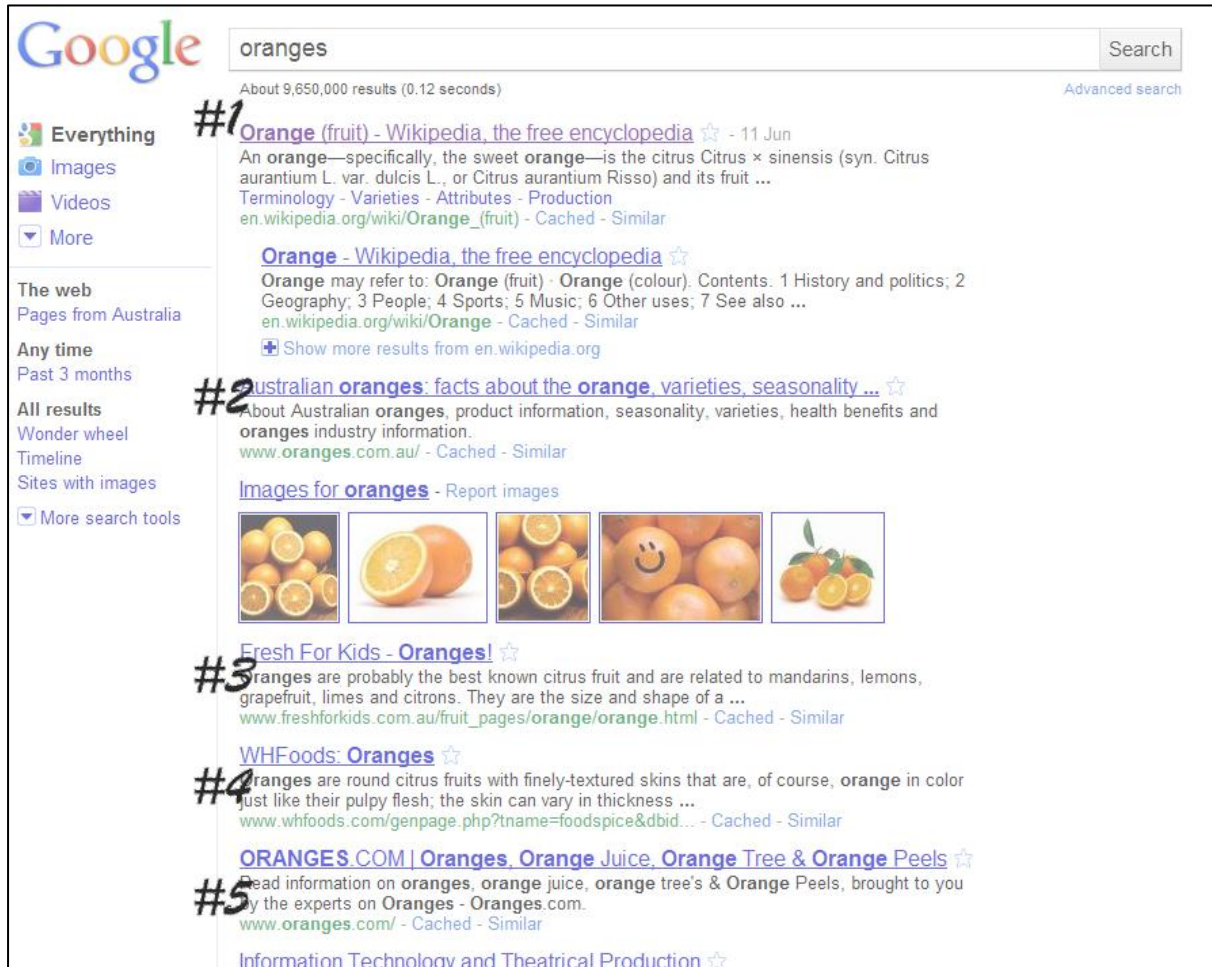 Google
oranges
Search
About 9,650,000 results (0.12 seconds)
Advanced search
Everything
Images
Videos
More
The web
Pages from Australia
Any time
Past 3 months
All results
Wonder wheel
Timeline
Sites with images
More search tools
#1
Orange (fruit) - Wikipedia, the free encyclopedia - 11 Jun
An orange—specifically, the sweet orange—is the citrus Citrus × sinensis (syn. Citrus
aurantium L. var. dulcis L., or Citrus aurantium Risso) and its fruit ...
Terminology - Varieties - Attributes - Production
en.wikipedia.org/wiki/Orange_(fruit) - Cached - Similar
Orange - Wikipedia, the free encyclopedia
Orange may refer to: Orange (fruit) · Orange (colour). Contents. 1 History and politics; 2
Geography; 3 People; 4 Sports; 5 Music; 6 Other uses; 7 See also ...
en.wikipedia.org/wiki/Orange - Cached - Similar
Show more results from en.wikipedia.org
#2
Australian oranges: facts about the orange, varieties, seasonality ...
About Australian oranges, product information, seasonality, varieties, health benefits and
oranges industry information.
www.oranges.com.au/ - Cached - Similar
Images for oranges - Report images
#3
Fresh For Kids - Oranges!
Oranges are probably the best known citrus fruit and are related to mandarins, lemons,
grapefruit, limes and citrons. They are the size and shape of a ...
www.freshforkids.com.au/fruit_pages/orange/orange.html - Cached - Similar
#4
WHFoods: Oranges
Oranges are round citrus fruits with finely-textured skins that are, of course, orange in color
just like their pulpy flesh; the skin can vary in thickness ...
www.whfoods.com/genpage.php?tname=foodspice&dbid... - Cached - Similar
#5
ORANGES.COM | Oranges, Orange Juice, Orange Tree & Orange Peels
Read information on oranges, orange juice, orange tree's & Orange Peels, brought to you
by the experts on Oranges - Oranges.com.
www.oranges.com/ - Cached - Similar
Information Technology and Theatrical Production